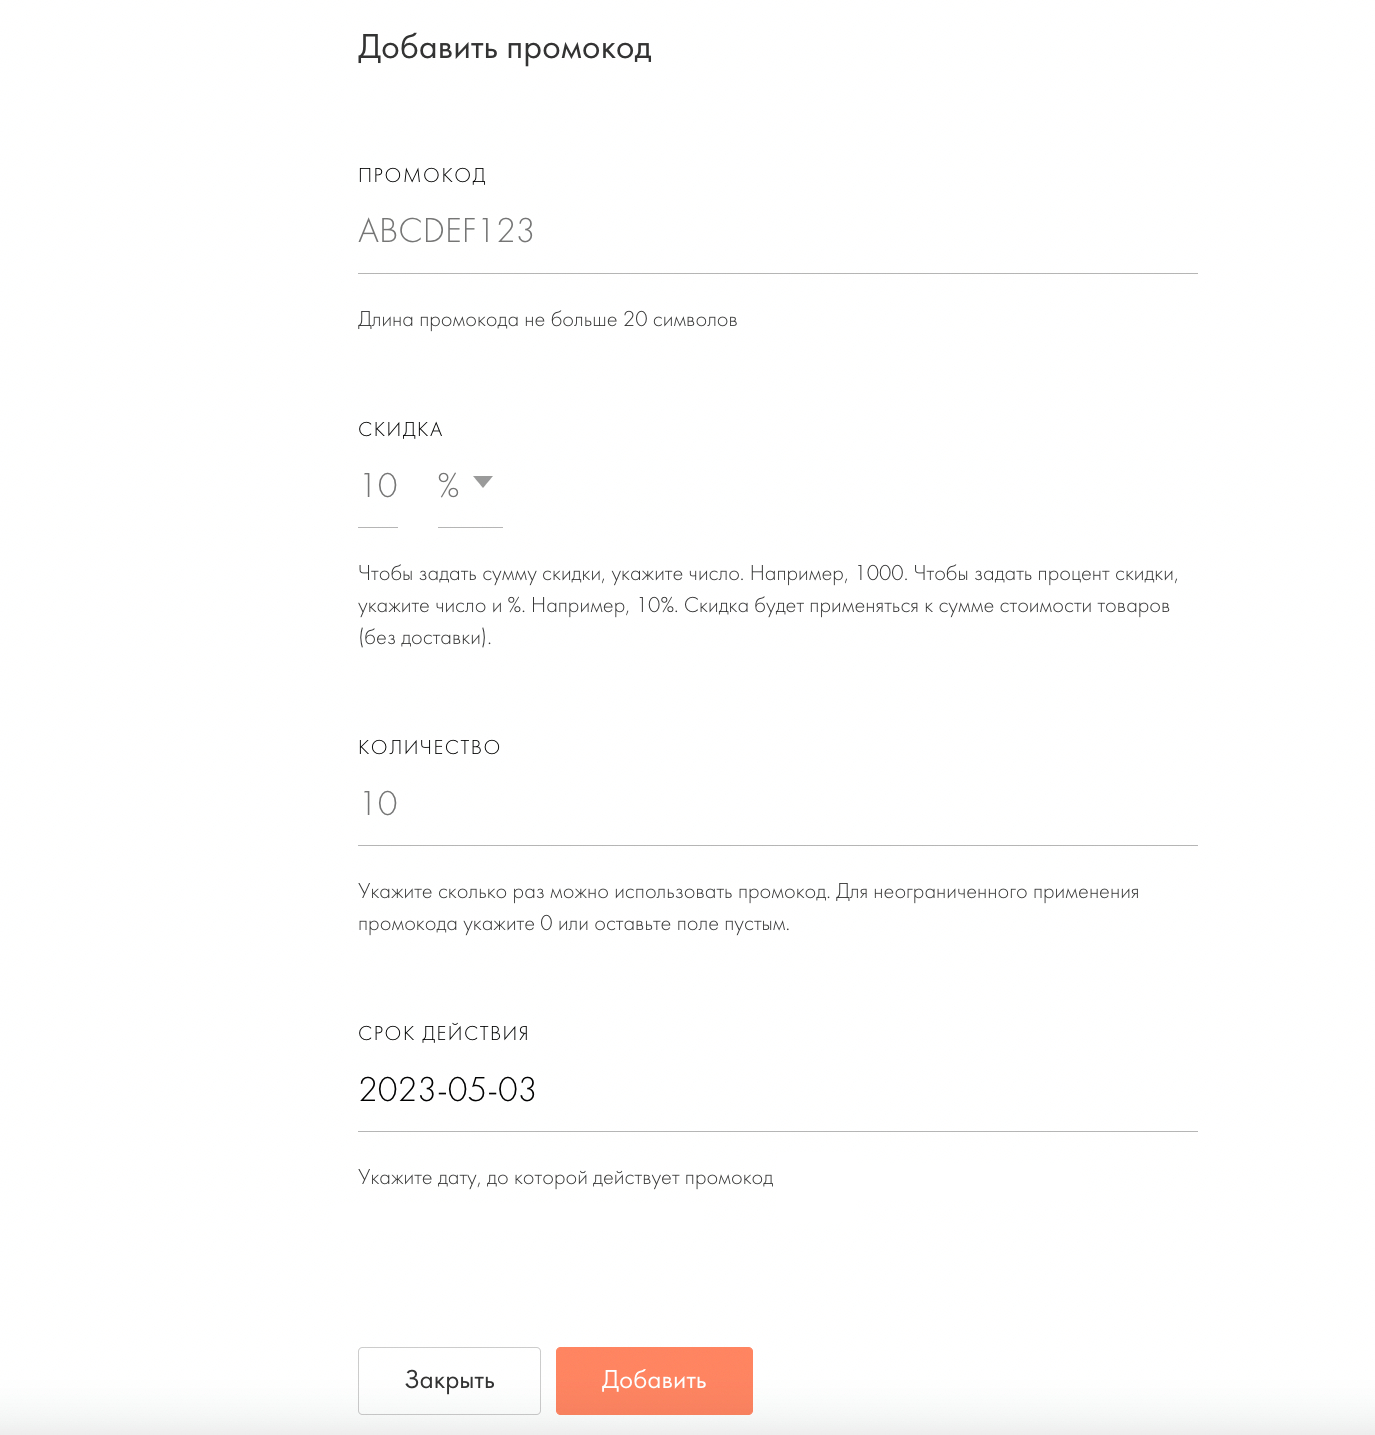 Добавить промокод
ПРОМОКОД
ABCDEF123
Длина промокода не больше 20 символов
СКИДКА
10 %
Чтобы задать сумму скидки, укажите число. Например, 1000. Чтобы задать процент скидки,
укажите число и %. Например, 10%. Скидка будет применяться к сумме стоимости товаров
(без доставки).
КОЛИЧЕСТВО
10
Укажите сколько раз можно использовать промокод. Для неограниченного применения
промокода укажите 0 или оставьте поле пустым.
СРОК ДЕЙСТВИЯ
2023-05-03
Укажите дату, до которой действует промокод
Закрыть Добавить